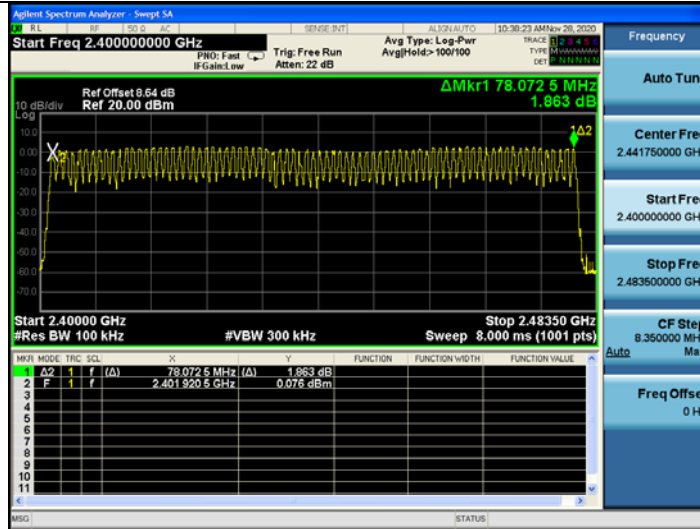 Agilent Spectrum Analyzer - Swept SA
RL RF 50 Ω AC SENSE:INT ALIGNAUTO 10:38:23 AM Nov 28, 2020
Start Freq 2.400000000 GHz
PNO: Fast
IFGain:Low
Trig: Free Run
Atten: 22 dB
Avg Type: Log-Pwr
Avg|Hold:>100/100
TRACE 1 2 3 4 5 6
TYPE M
DET P N N N N N
Ref Offset 8.64 dB
Ref 20.00 dBm
10 dB/div
Log
ΔMkr1 78.072 5 MHz
1.863 dB
10.0
0.00
-10.0
-20.0
-30.0
-40.0
-50.0
-60.0
-70.0
2
1Δ2
Start 2.40000 GHz Stop 2.48350 GHz
#Res BW 100 kHz #VBW 300 kHz Sweep 8.000 ms (1001 pts)
MKR MODE TRC SCL X Y FUNCTION FUNCTION WIDTH FUNCTION VALUE
1 Δ2 1 f (Δ) 78.072 5 MHz (Δ) 1.863 dB
2 F 1 f 2.401 920 5 GHz 0.076 dBm
3
4
5
6
7
8
9
10
11
MSG STATUS
Frequency
Auto Tun
Center Fre
2.441750000 GH
Start Fre
2.400000000 GH
Stop Fre
2.483500000 GH
CF Ste
8.350000 MH
Auto Ma
Freq Offse
0 H